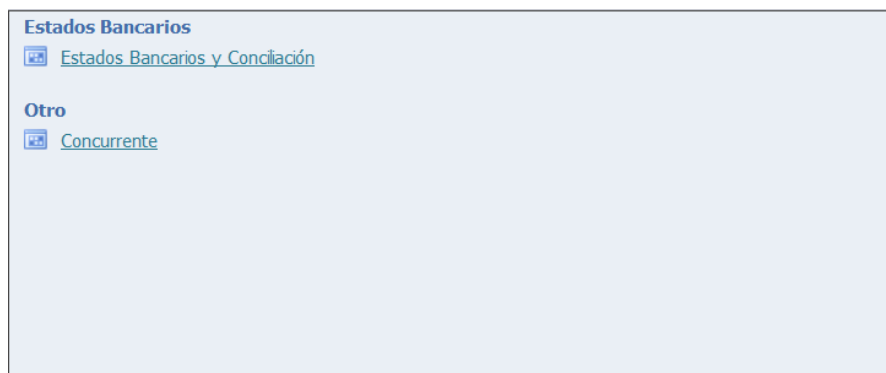 Estados Bancarios
Estados Bancarios y Conciliación
Otro
Concurrente